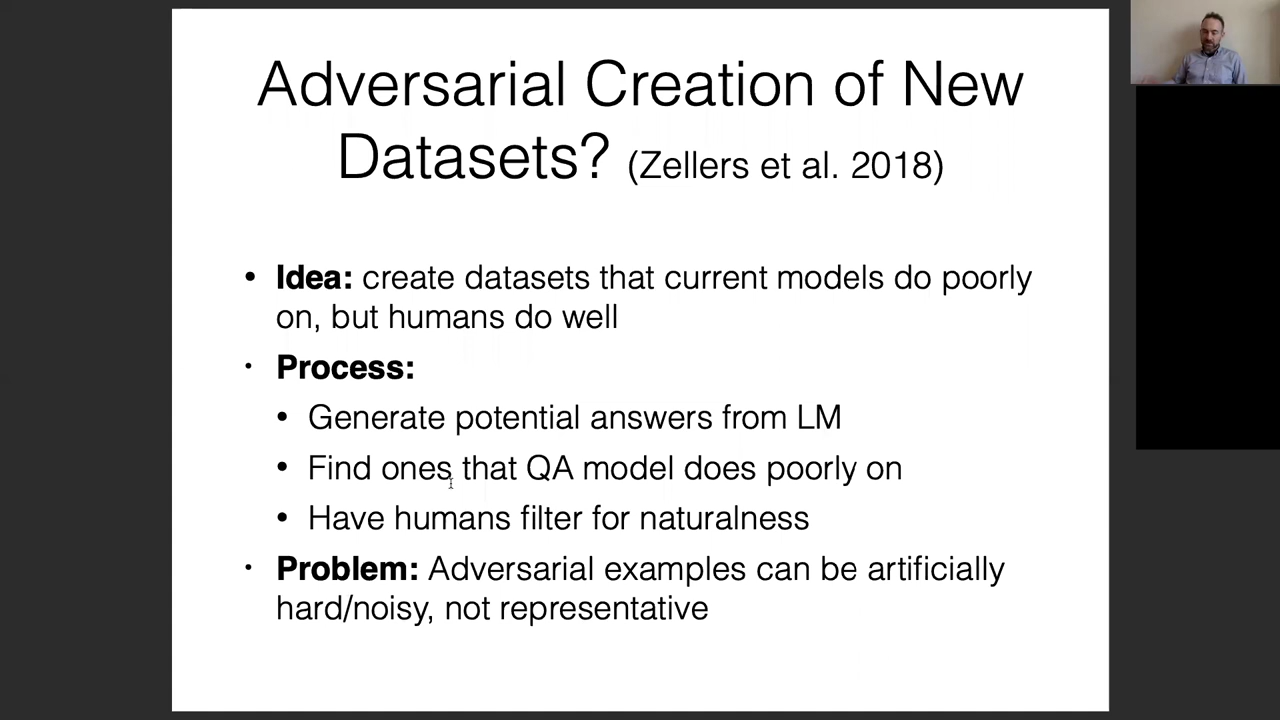 Adversarial Creation of New
Datasets? (Zellers et al. 2018)
• Idea: create datasets that current models do poorly
on, but humans do well
• Process:
• Generate potential answers from LM
• Find ones that QA model does poorly on
• Have humans filter for naturalness
• Problem: Adversarial examples can be artificially
hard/noisy, not representative